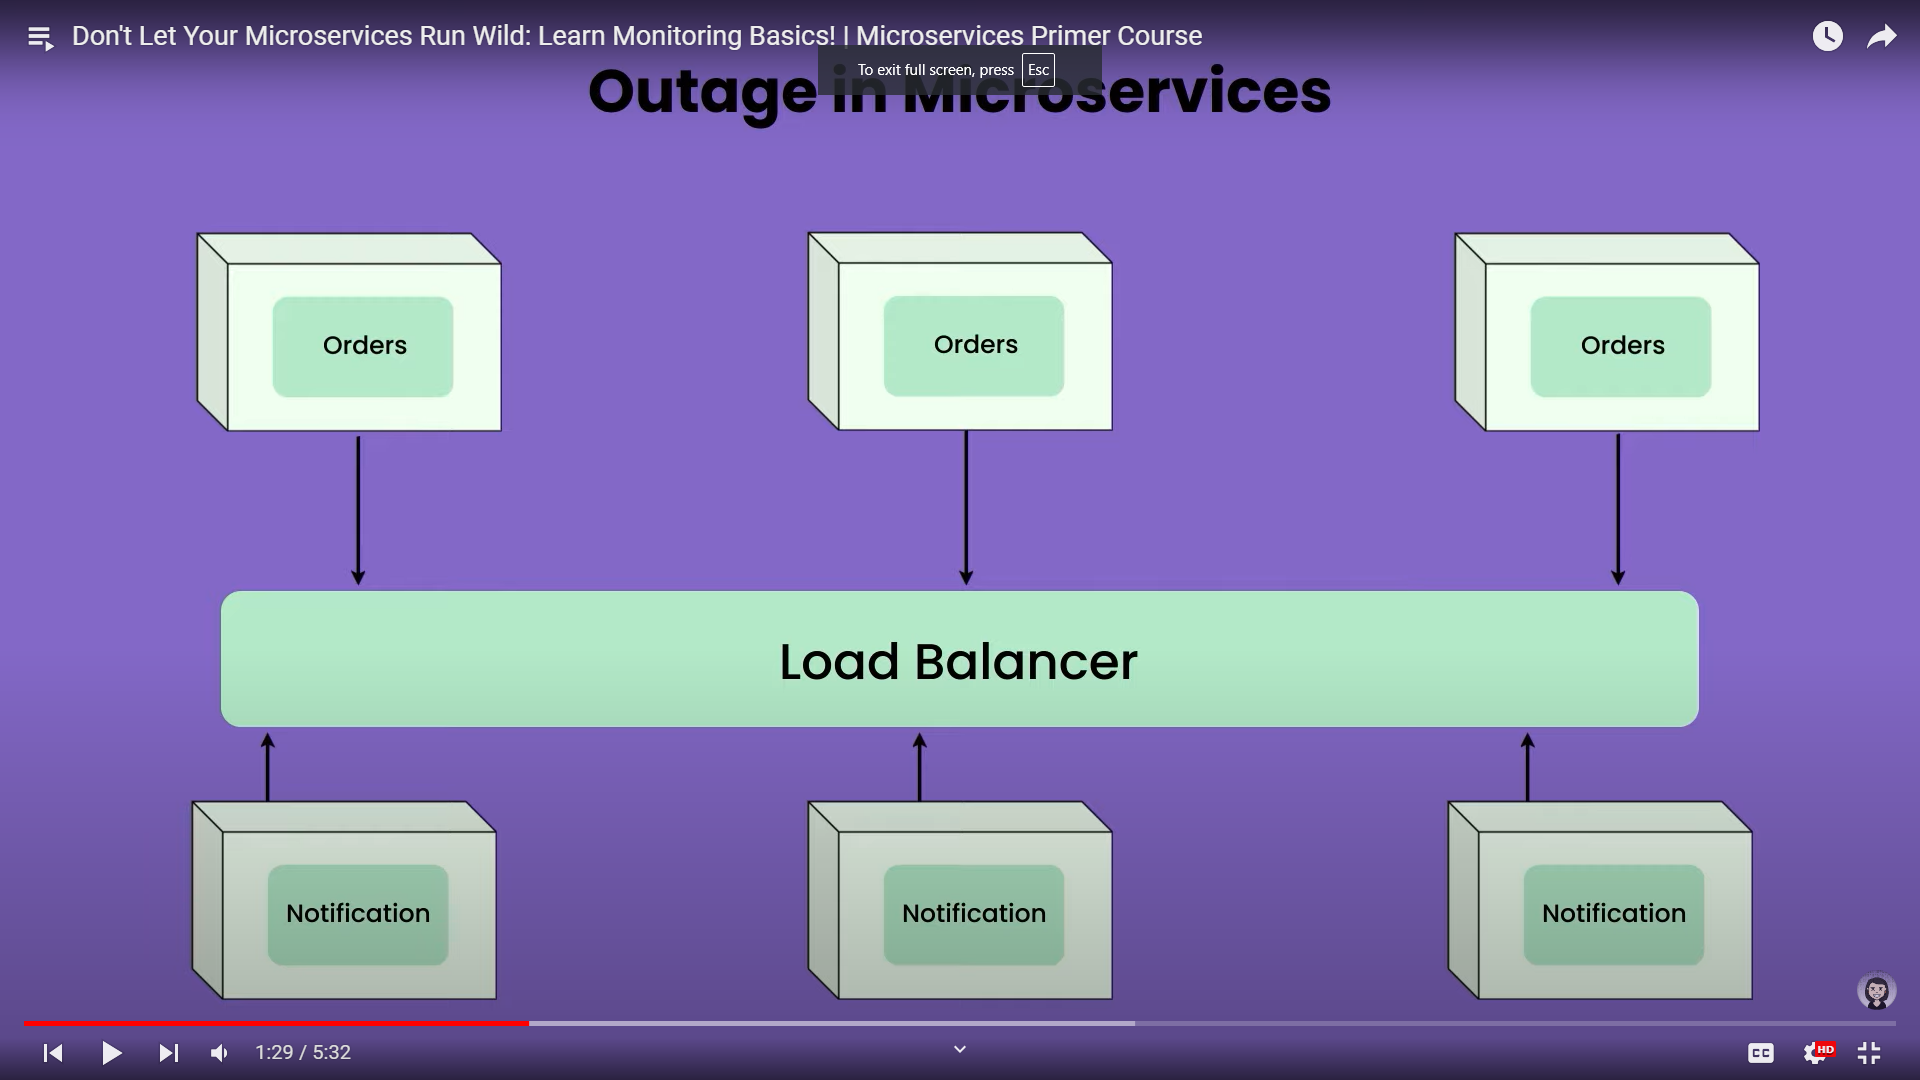 Don't Let Your Microservices Run Wild: Learn Monitoring Basics! | Microservices Primer Course
To exit full screen, press Esc
Outage in Microservices
Orders Orders Orders
Load Balancer
Notification Notification Notification
1:29 / 5:32
CC
HD